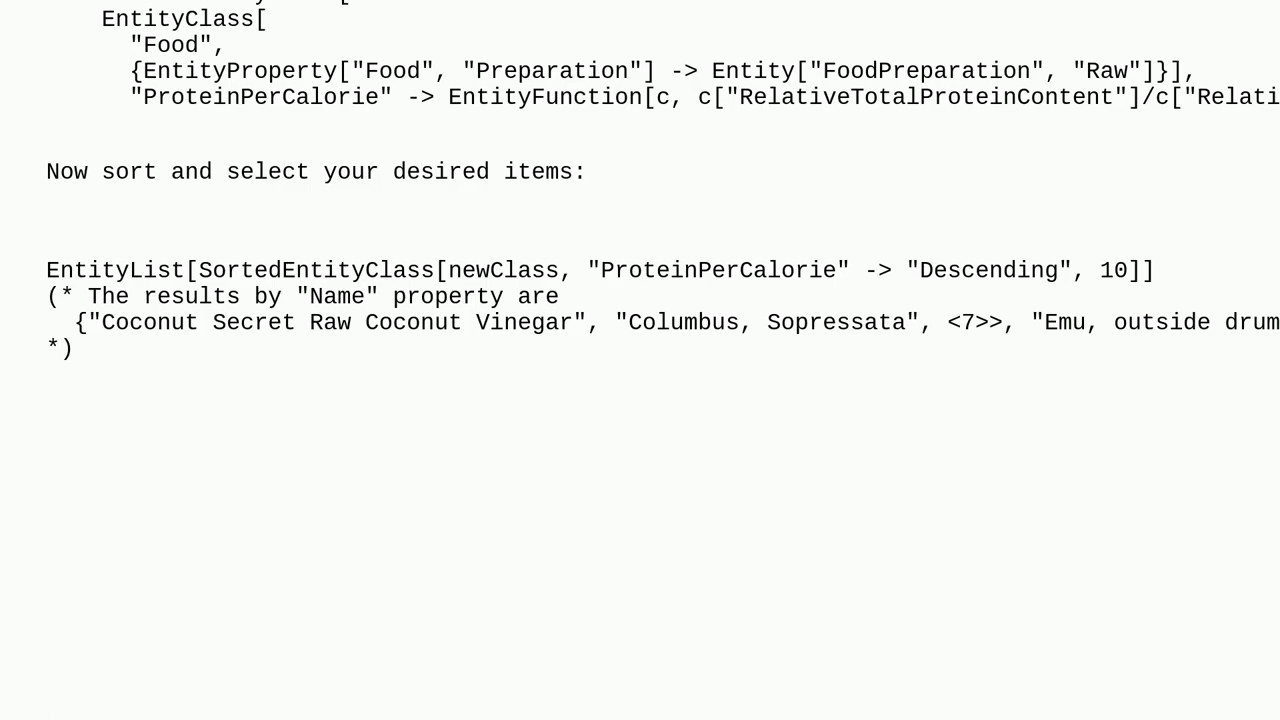 EntityClass[
"Food",
{EntityProperty["Food", "Preparation"] -> Entity["FoodPreparation", "Raw"]}],
"ProteinPerCalorie" -> EntityFunction[c, c["RelativeTotalProteinContent"]/c["Relati
Now sort and select your desired items:
EntityList[SortedEntityClass[newClass, "ProteinPerCalorie" -> "Descending", 10]]
(* The results by "Name" property are
{"Coconut Secret Raw Coconut Vinegar", "Columbus, Sopressata", <7>>, "Emu, outside drum
*)